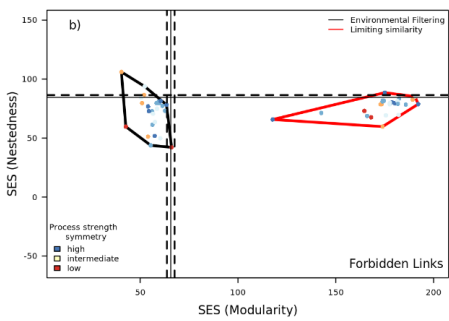 b)
Environmental Filtering
Limiting similarity
150
100
50
0
-50
SES (Nestedness)
Process strength
symmetry
high
intermediate
low
Forbidden Links
50
100
150
200
SES (Modularity)